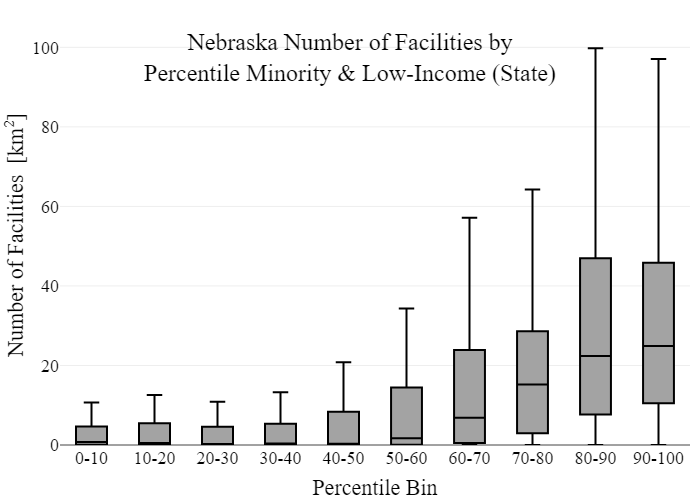 Nebraska Number of Facilities by
Percentile Minority & Low-Income (State)
Number of Facilities [km²]
100
80
60
40
20
0
0-10 10-20 20-30 30-40 40-50 50-60 60-70 70-80 80-90 90-100
Percentile Bin